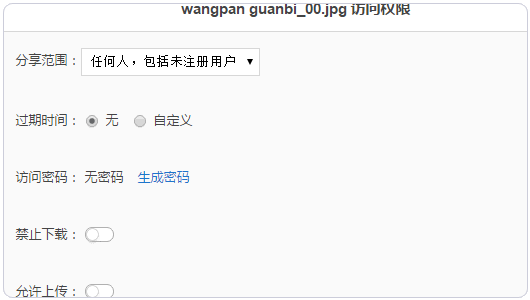 wangpan guanbi_00.jpg 访问权限
分享范围： 任何人，包括未注册用户
过期时间： 无 自定义
访问密码： 无密码 生成密码
禁止下载：
允许上传：